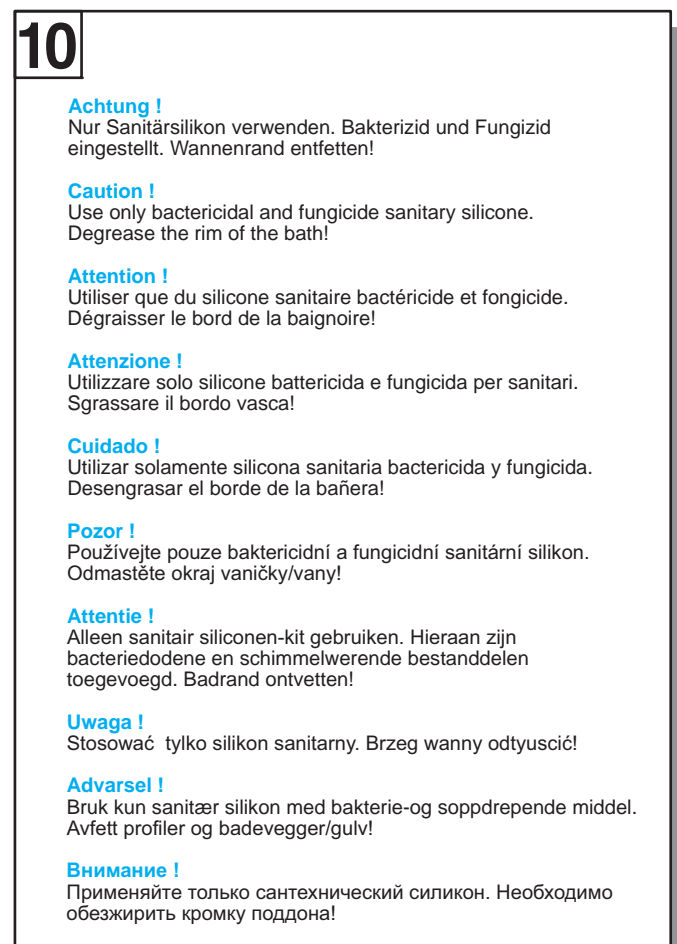 10
Achtung !
Nur Sanitärsilikon verwenden. Bakterizid und Fungizid
eingestellt. Wannenrand entfetten!
Caution !
Use only bactericidal and fungicide sanitary silicone.
Degrease the rim of the bath!
Attention !
Utiliser que du silicone sanitaire bactéricide et fongicide.
Dégraisser le bord de la baignoire!
Attenzione !
Utilizzare solo silicone battericida e fungicida per sanitari.
Sgrassare il bordo vasca!
Cuidado !
Utilizar solamente silicona sanitaria bactericida y fungicida.
Desengrasar el borde de la bañera!
Pozor !
Používejte pouze baktericidní a fungicidní sanitární silikon.
Odmastěte okraj vaničky/vany!
Attentie !
Alleen sanitair siliconen-kit gebruiken. Hieraan zijn
bacteriedodene en schimmelwerende bestanddelen
toegevoegd. Badrand ontvetten!
Uwaga !
Stosować  tylko silikon sanitarny. Brzeg wanny odtyuscić!
Advarsel !
Bruk kun sanitær silikon med bakterie-og soppdrepende middel.
Avfett profiler og badevegger/gulv!
Внимание !
Применяйте только сантехнический силикон. Необходимо
обезжирить кромку поддона!